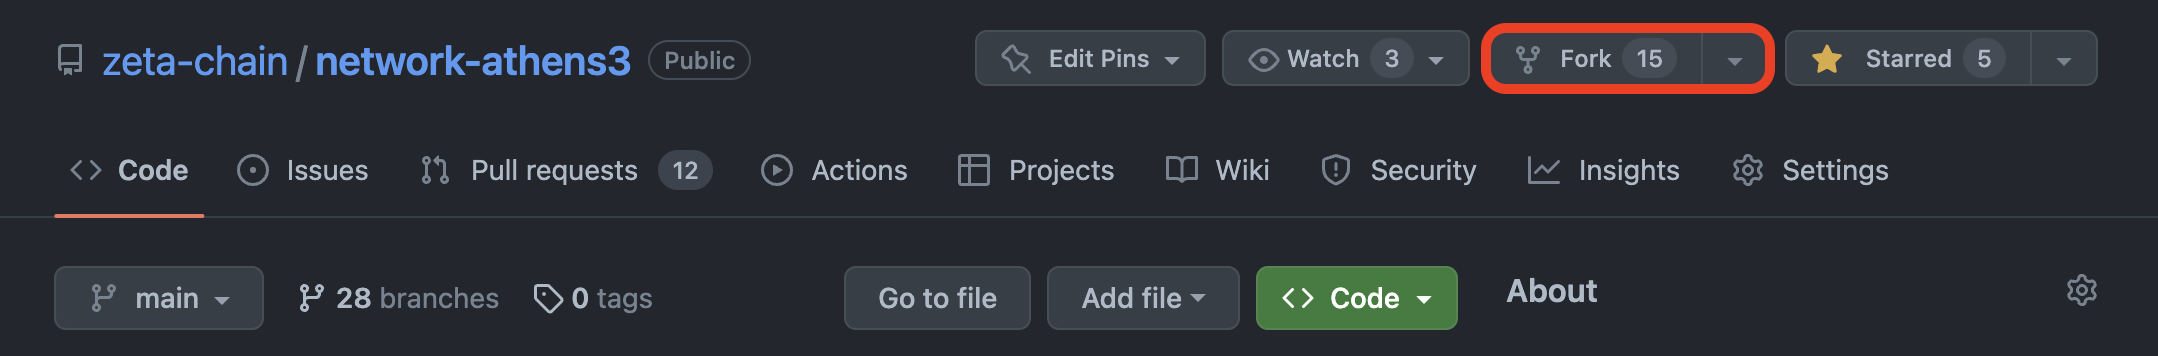 zeta-chain / network-athens3 Public Edit Pins Watch 3 Fork 15 Starred 5
Code Issues Pull requests 12 Actions Projects Wiki Security Insights Settings
main 28 branches 0 tags Go to file Add file Code About